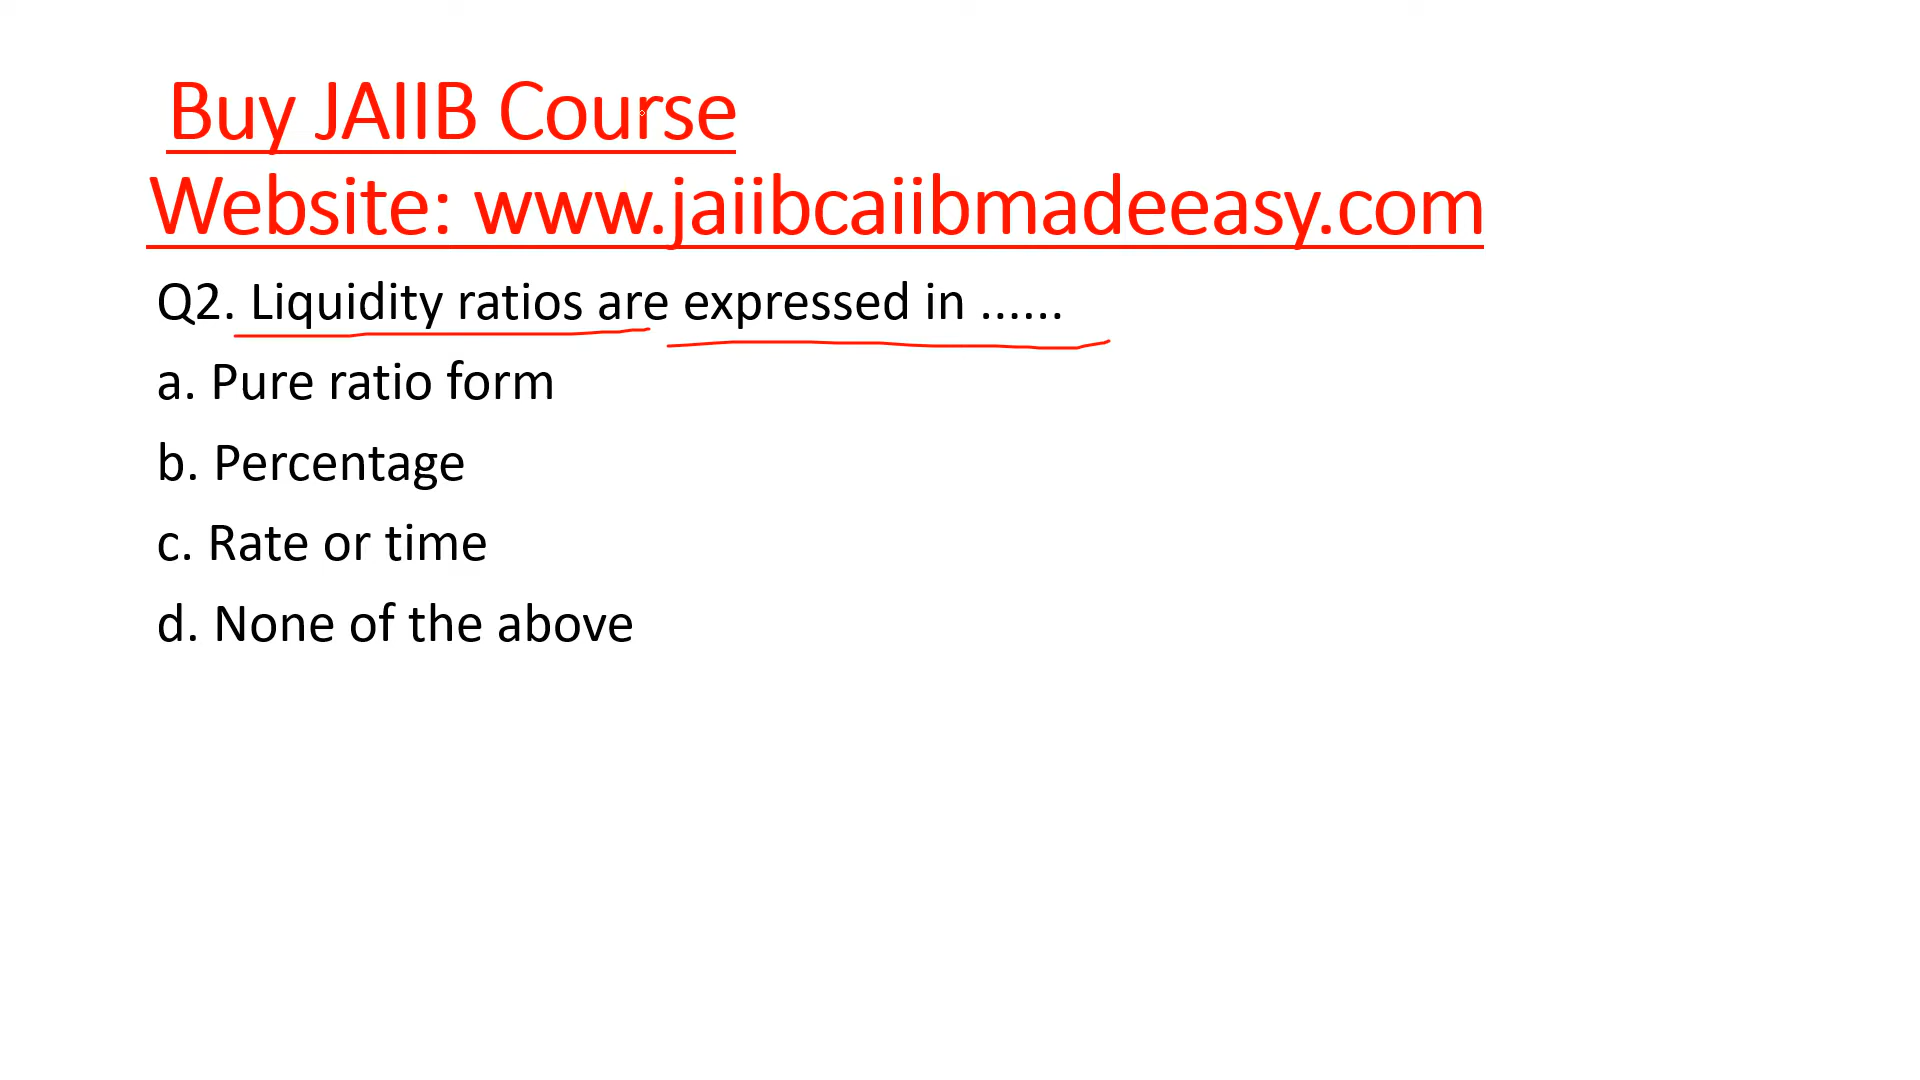 Buy JAIIB Course
Website: www.jaiibcaiibmadeeasy.com
Q2. Liquidity ratios are expressed in ......
a. Pure ratio form
b. Percentage
c. Rate or time
d. None of the above